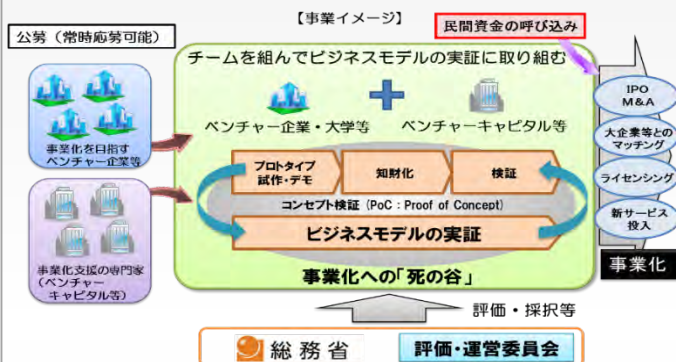 【事業イメージ】
民間資金の呼び込み
公募（常時応募可能）
チームを組んでビジネスモデルの実証に取り組む
事業化を目指す
ベンチャー企業等
ベンチャー企業・大学等
ベンチャーキャピタル等
プロトタイプ
試作・デモ
知財化
検証
コンセプト検証（PoC：Proof of Concept）
ビジネスモデルの実証
事業化への「死の谷」
事業化支援の専門家
（ベンチャー
キャピタル等）
IPO
M&A
大企業等との
マッチング
ライセンシング
新サービス
投入
事業化
評価・採択等
総務省
評価・運営委員会